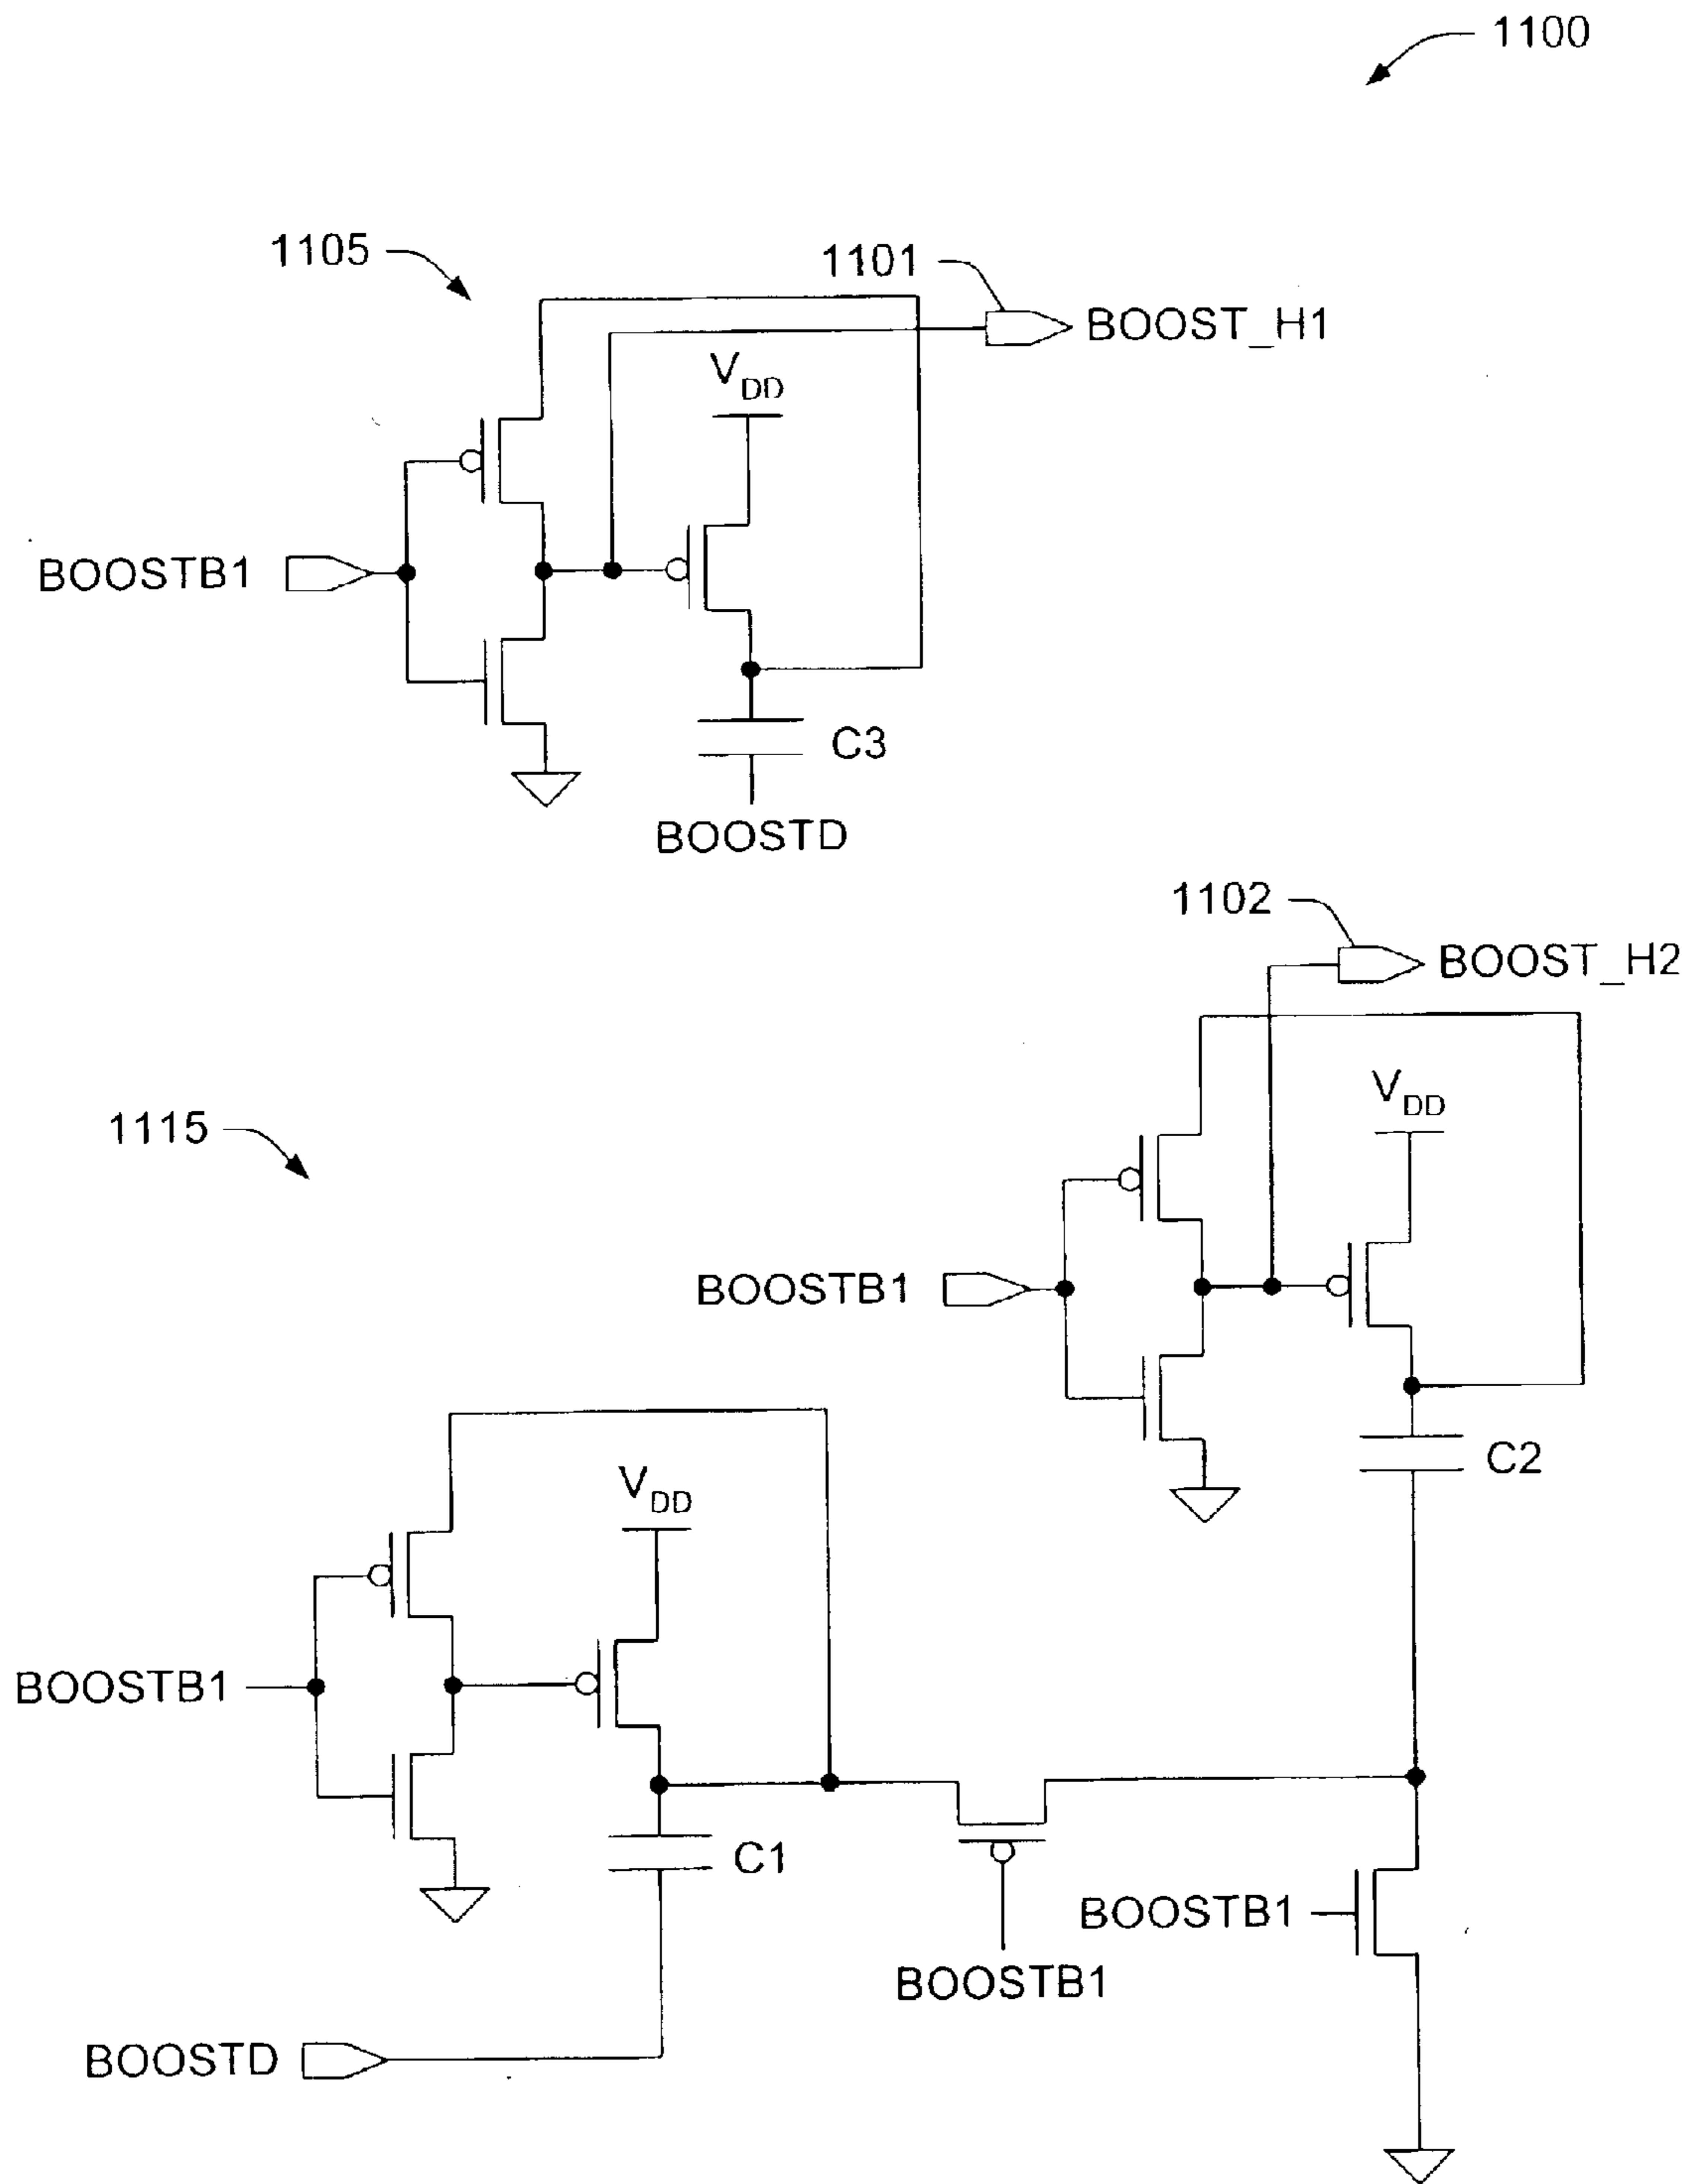 1100
1105
1101
BOOST_H1
VDD
BOOSTB1
C3
BOOSTD
1102
BOOST_H2
1115
VDD
BOOSTB1
C2
VDD
BOOSTB1
C1
BOOSTB1
BOOSTB1
BOOSTD